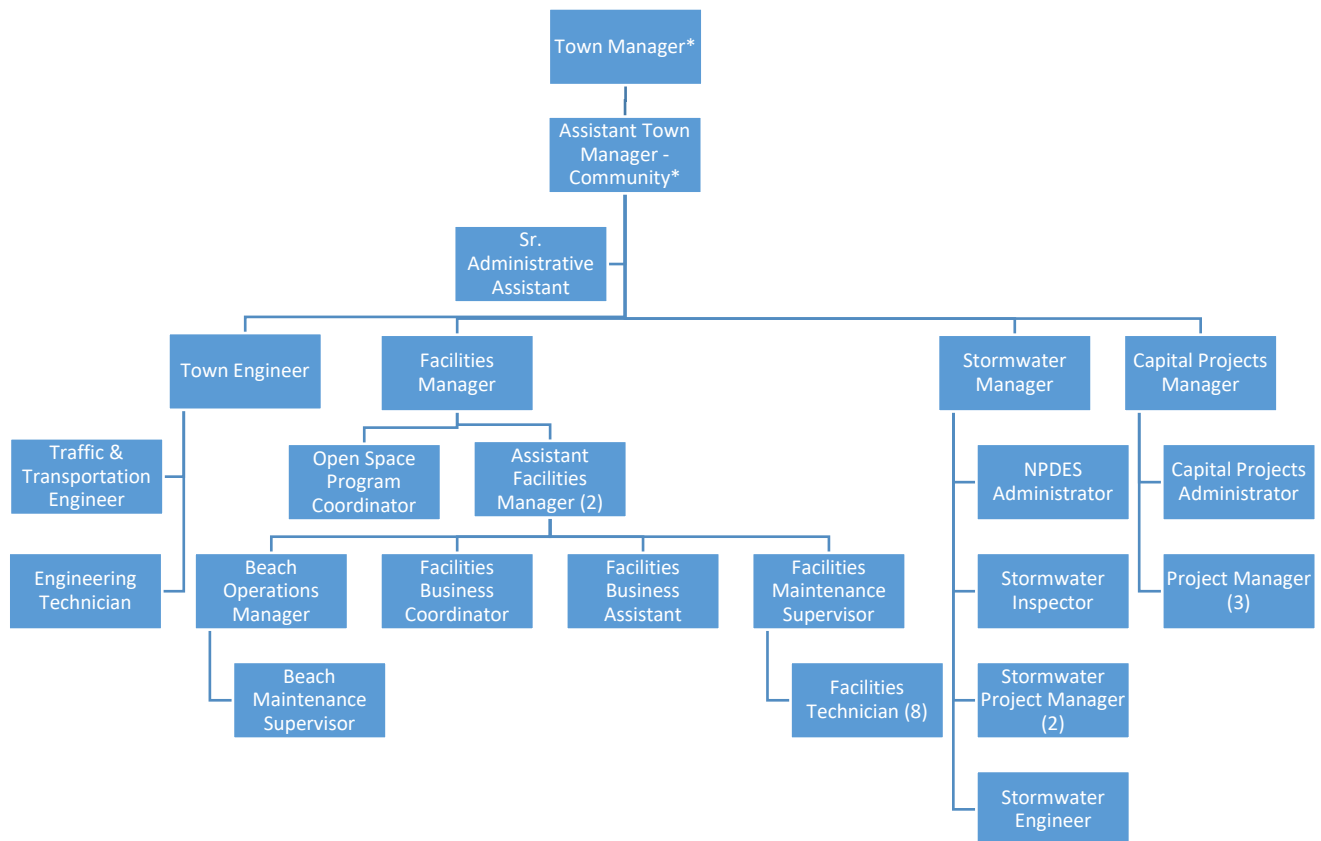 Town Manager*
Assistant Town
Manager -
Community*
Sr.
Administrative
Assistant
Town Engineer
Facilities
Manager
Stormwater
Manager
Capital Projects
Manager
Traffic &
Transportation
Engineer
Engineering
Technician
Open Space
Program
Coordinator
Assistant
Facilities
Manager (2)
Beach
Operations
Manager
Facilities
Business
Coordinator
Facilities
Business
Assistant
Facilities
Maintenance
Supervisor
Beach
Maintenance
Supervisor
Facilities
Technician (8)
NPDES
Administrator
Stormwater
Inspector
Stormwater
Project Manager
(2)
Stormwater
Engineer
Capital Projects
Administrator
Project Manager
(3)